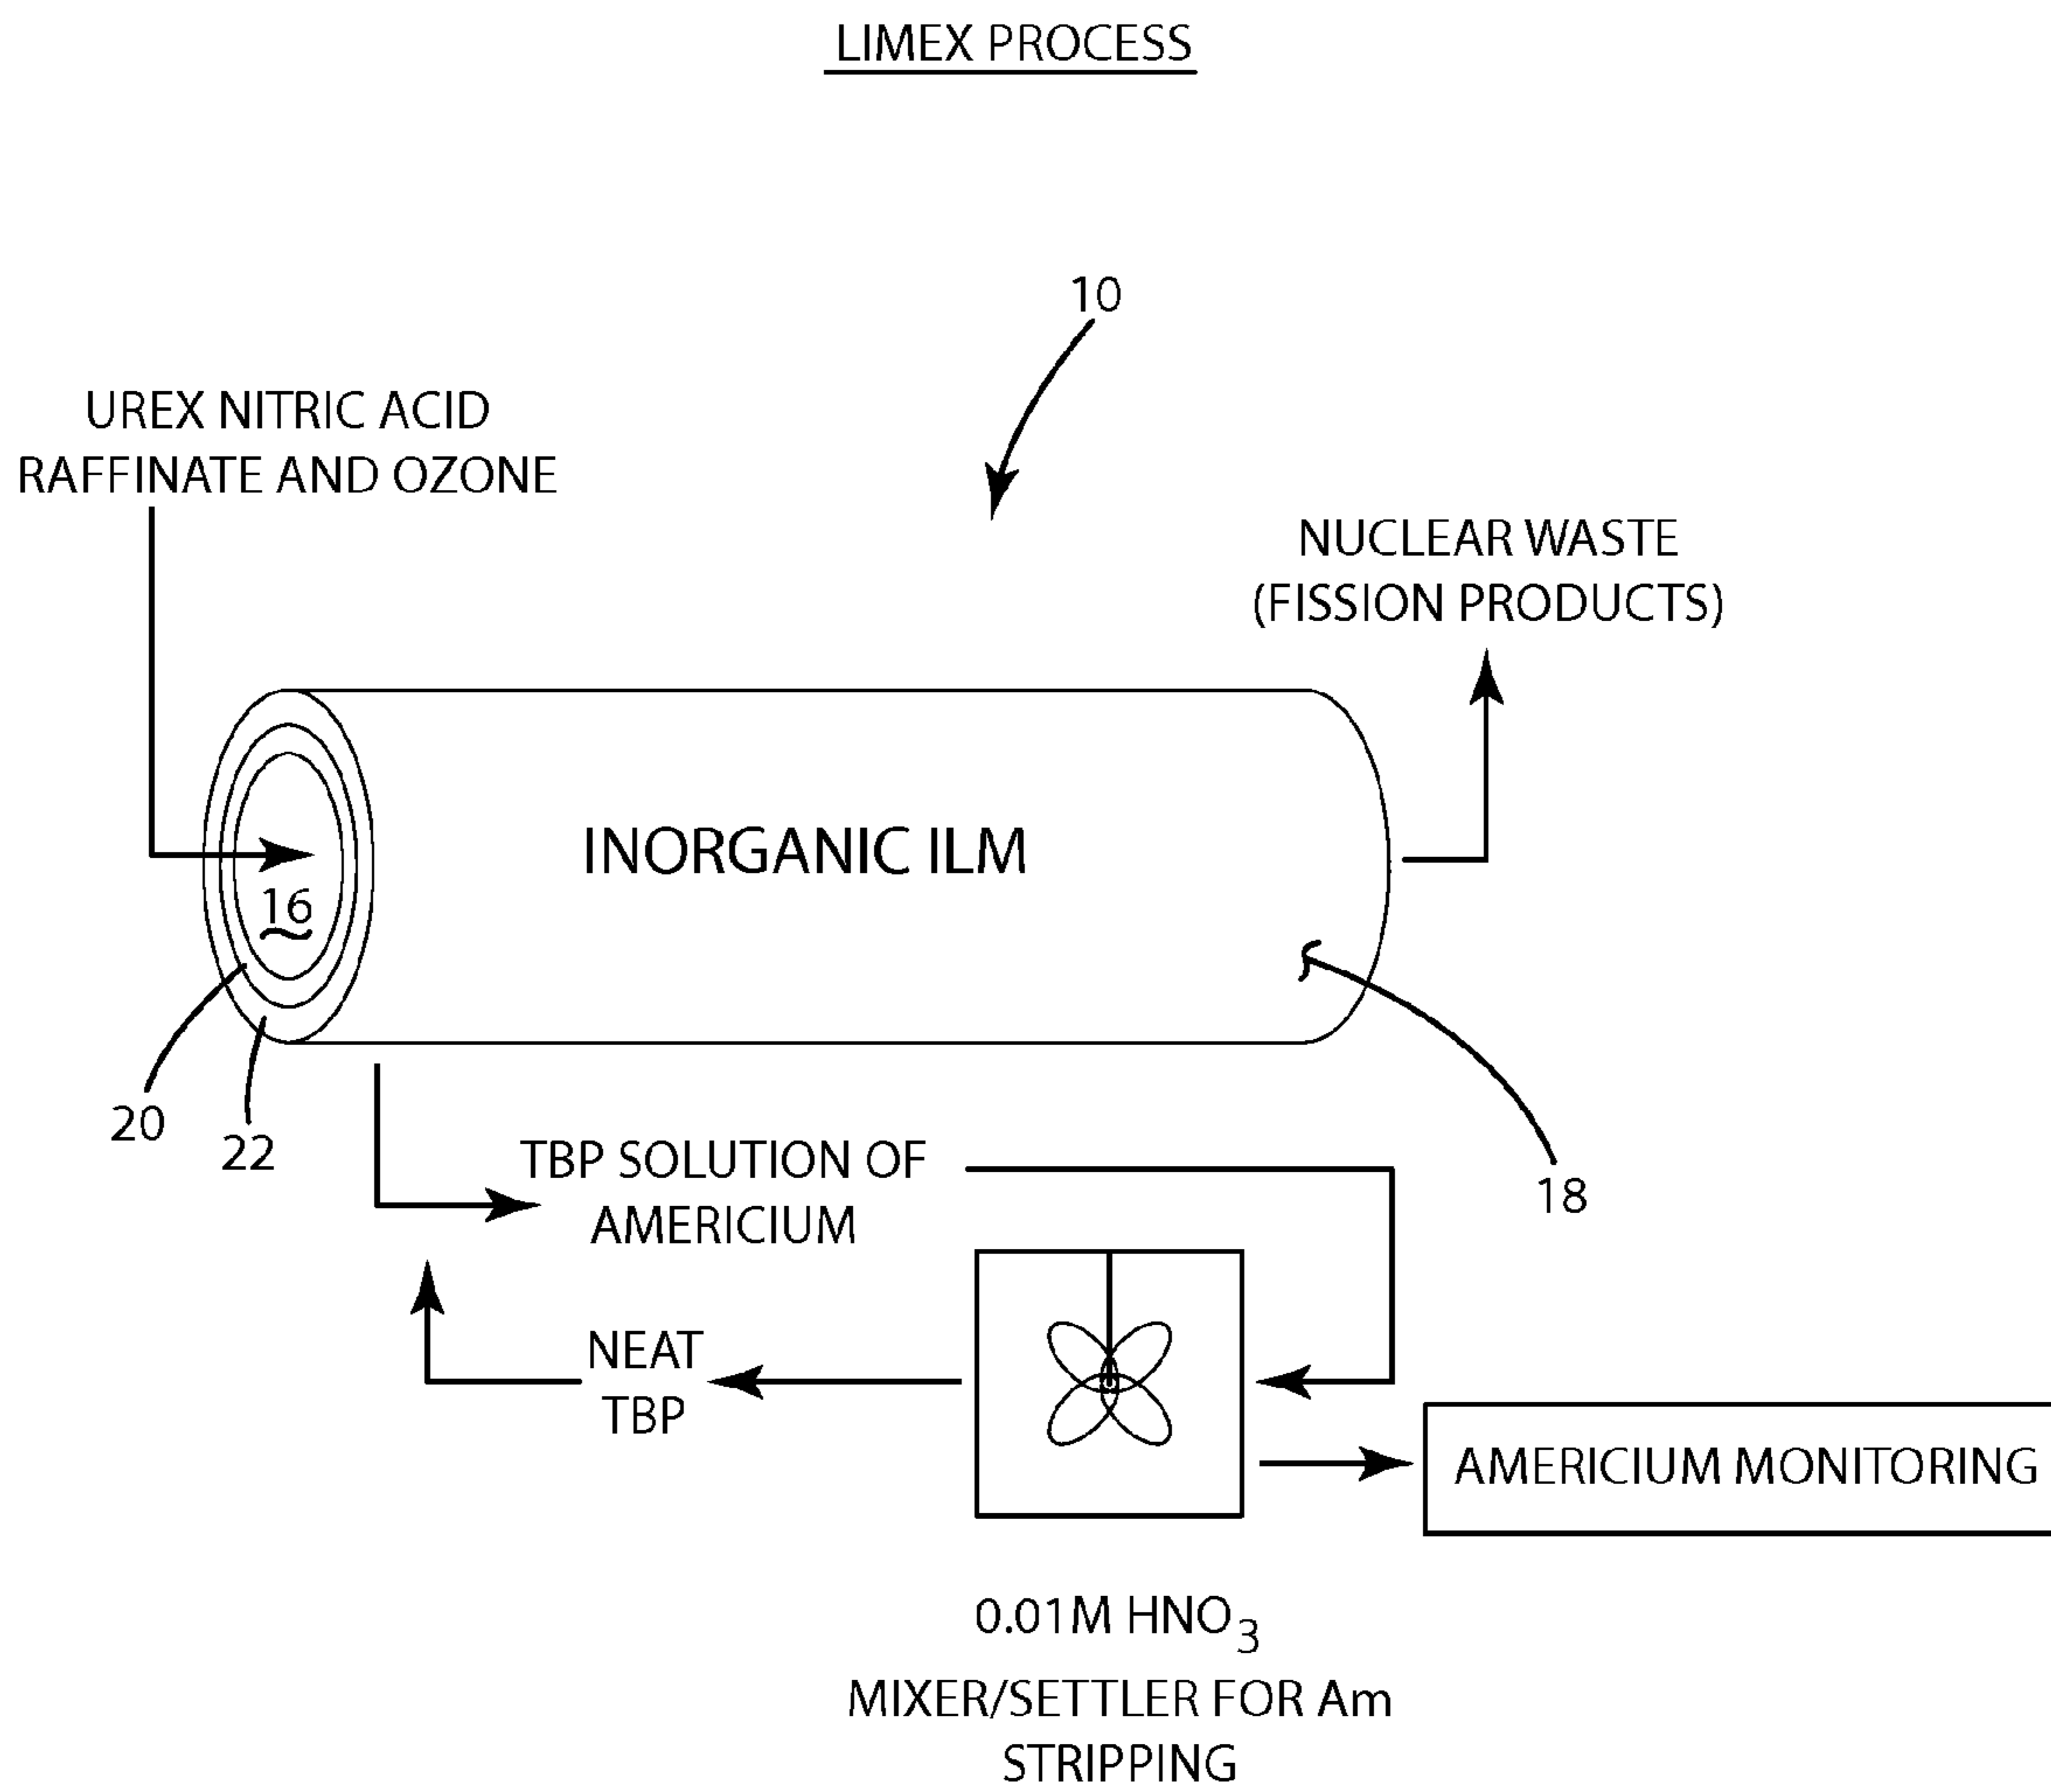 LIMEX PROCESS
10
UREX NITRIC ACID
RAFFINATE AND OZONE
NUCLEAR WASTE
(FISSION PRODUCTS)
INORGANIC ILM
16
20
22
18
TBP SOLUTION OF
AMERICIUM
NEAT
TBP
AMERICIUM MONITORING
0.01M HNO3
MIXER/SETTLER FOR Am
STRIPPING